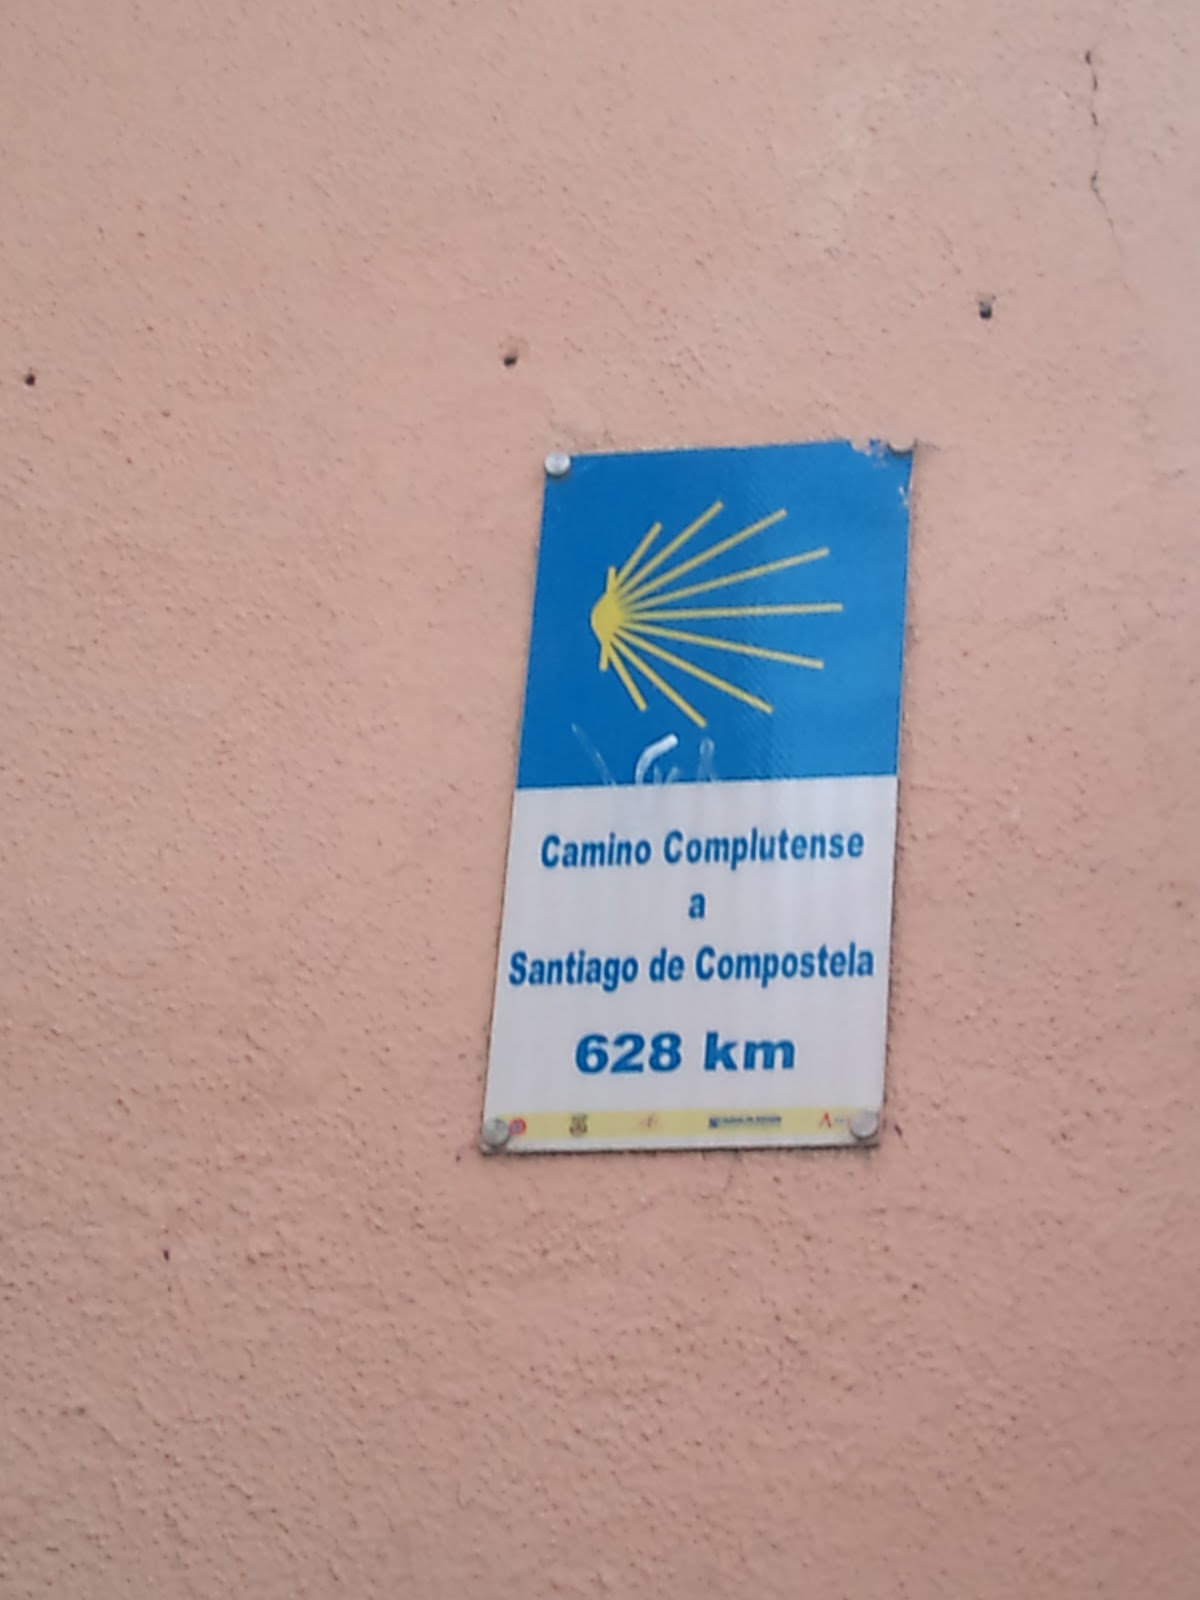 Camino Complutense
a
Santiago de Compostela
628 km